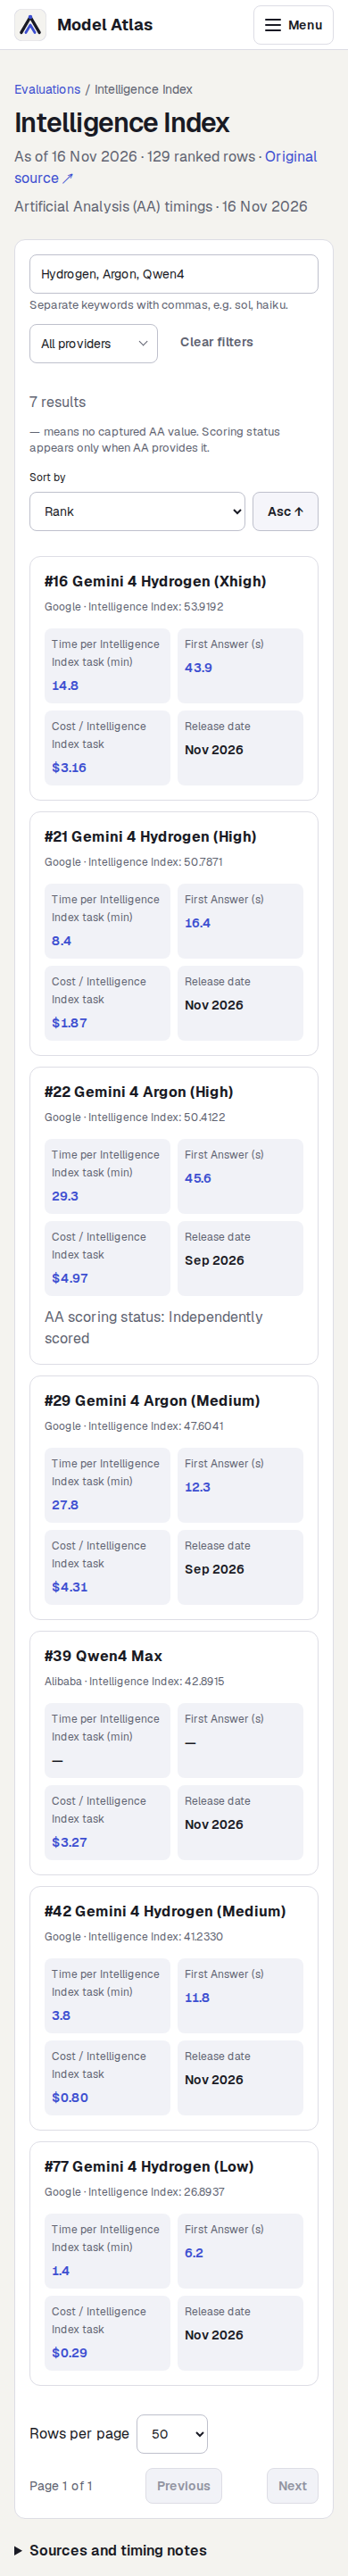 Model Atlas
Menu
Evaluations / Intelligence Index
Intelligence Index
As of 16 Nov 2026 · 129 ranked rows · Original
source ↗
Artificial Analysis (AA) timings · 16 Nov 2026
Hydrogen, Argon, Qwen4
Separate keywords with commas, e.g. sol, haiku.
All providers
Clear filters
7 results
— means no captured AA value. Scoring status
appears only when AA provides it.
Sort by
Rank
Asc ↑
#16 Gemini 4 Hydrogen (Xhigh)
Google · Intelligence Index: 53.9192
Time per Intelligence
Index task (min)
14.8
First Answer (s)
43.9
Cost / Intelligence
Index task
$3.16
Release date
Nov 2026
#21 Gemini 4 Hydrogen (High)
Google · Intelligence Index: 50.7871
Time per Intelligence
Index task (min)
8.4
First Answer (s)
16.4
Cost / Intelligence
Index task
$1.87
Release date
Nov 2026
#22 Gemini 4 Argon (High)
Google · Intelligence Index: 50.4122
Time per Intelligence
Index task (min)
29.3
First Answer (s)
45.6
Cost / Intelligence
Index task
$4.97
Release date
Sep 2026
AA scoring status: Independently
scored
#29 Gemini 4 Argon (Medium)
Google · Intelligence Index: 47.6041
Time per Intelligence
Index task (min)
27.8
First Answer (s)
12.3
Cost / Intelligence
Index task
$4.31
Release date
Sep 2026
#39 Qwen4 Max
Alibaba · Intelligence Index: 42.8915
Time per Intelligence
Index task (min)
—
First Answer (s)
—
Cost / Intelligence
Index task
$3.27
Release date
Nov 2026
#42 Gemini 4 Hydrogen (Medium)
Google · Intelligence Index: 41.2330
Time per Intelligence
Index task (min)
3.8
First Answer (s)
11.8
Cost / Intelligence
Index task
$0.80
Release date
Nov 2026
#77 Gemini 4 Hydrogen (Low)
Google · Intelligence Index: 26.8937
Time per Intelligence
Index task (min)
1.4
First Answer (s)
6.2
Cost / Intelligence
Index task
$0.29
Release date
Nov 2026
Rows per page
50
Page 1 of 1
Previous
Next
Sources and timing notes